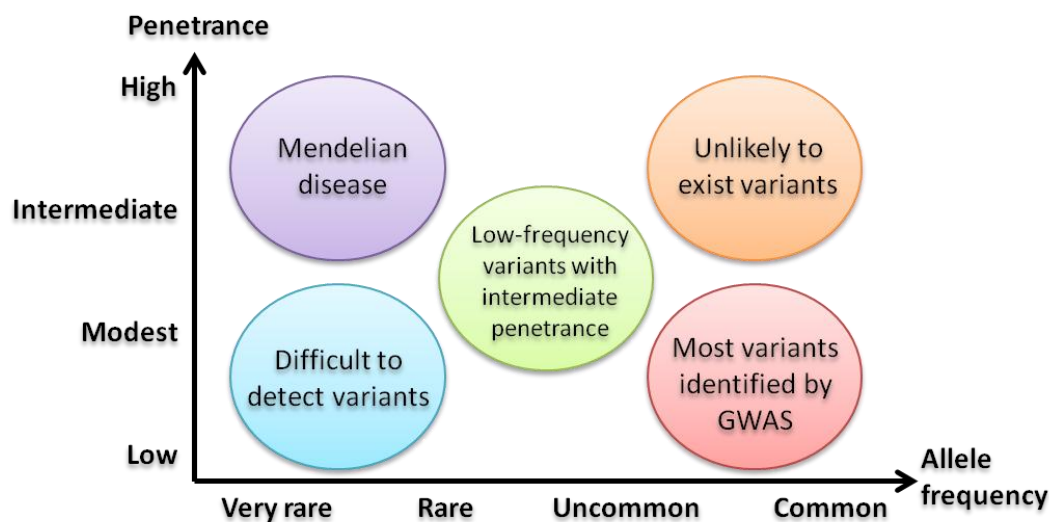 Penetrance
High
Mendelian
disease
Unlikely to
exist variants
Intermediate
Low-frequency
variants with
intermediate
penetrance
Modest
Difficult to
detect variants
Most variants
identified by
GWAS
Low
Allele
frequency
Very rare
Rare
Uncommon
Common